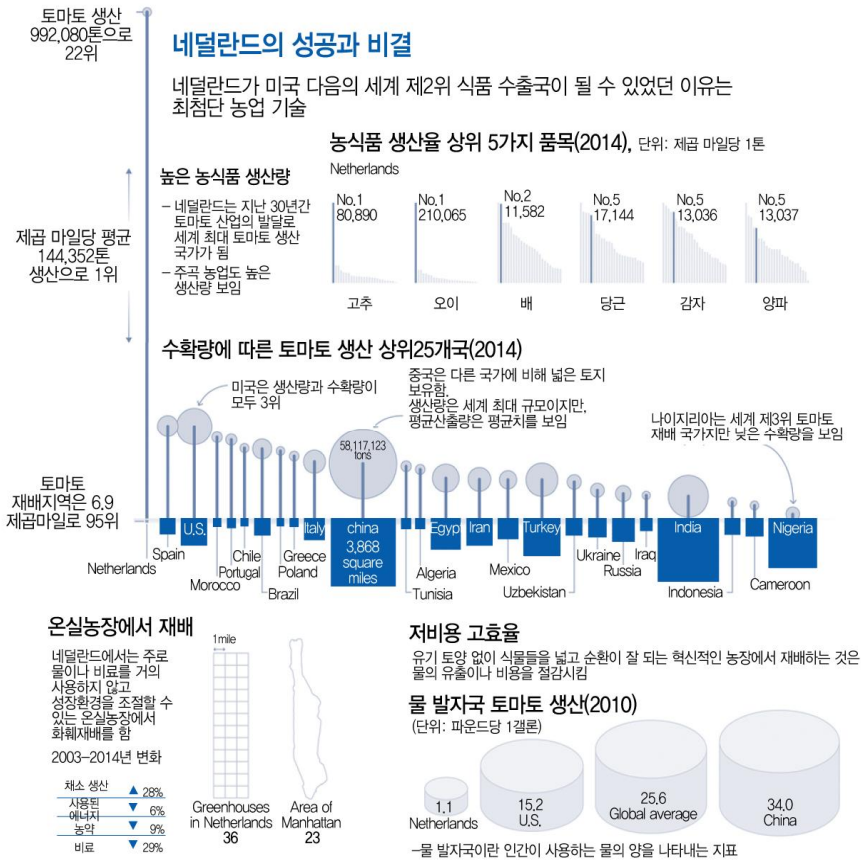 토마토 생산
992,080톤으로
22위
네덜란드의 성공과 비결
네덜란드가 미국 다음의 세계 제2위 식품 수출국이 될 수 있었던 이유는
최첨단 농업 기술
농식품 생산율 상위 5가지 품목(2014), 단위: 제곱 마일당 1톤
Netherlands
높은 농식품 생산량
– 네덜란드는 지난 30년간
토마토 산업의 발달로
세계 최대 토마토 생산
국가가 됨
– 주곡 농업도 높은
생산량 보임
No.1
80,890
고추
No.1
210,065
오이
No.2
11,582
배
No.5
17,144
당근
No.5
13,036
감자
No.5
13,037
양파
제곱 마일당 평균
144,352톤
생산으로 1위
수확량에 따른 토마토 생산 상위25개국(2014)
미국은 생산량과 수확량이
모두 3위
중국은 다른 국가에 비해 넓은 토지
보유함.
생산량은 세계 최대 규모이지만,
평균산출량은 평균치를 보임
나이지리아는 세계 제3위 토마토
재배 국가지만 낮은 수확량을 보임
58,117,123
tons
토마토
재배지역은 6.9
제곱마일로 95위
Netherlands
Spain
U.S.
Morocco
Portugal
Chile
Brazil
Poland
Greece
Italy
china
3,868
square
miles
Tunisia
Algeria
Egypt
Iran
Mexico
Turkey
Uzbekistan
Ukraine
Russia
Iraq
India
Indonesia
Cameroon
Nigeria
온실농장에서 재배
네덜란드에서는 주로
물이나 비료를 거의
사용하지 않고
성장환경을 조절할 수
있는 온실농장에서
화훼재배를 함
2003–2014년 변화
채소 생산 ▲ 28%
사용된
에너지 ▼ 6%
농약 ▼ 9%
비료 ▼ 29%
1mile
Greenhouses
in Netherlands
36
Area of
Manhattan
23
저비용 고효율
유기 토양 없이 식물들을 넓고 순환이 잘 되는 혁신적인 농장에서 재배하는 것은
물의 유출이나 비용을 절감시킴
물 발자국 토마토 생산(2010)
(단위: 파운드당 1갤론)
1.1
Netherlands
15.2
U.S.
25.6
Global average
34.0
China
–물 발자국이란 인간이 사용하는 물의 양을 나타내는 지표